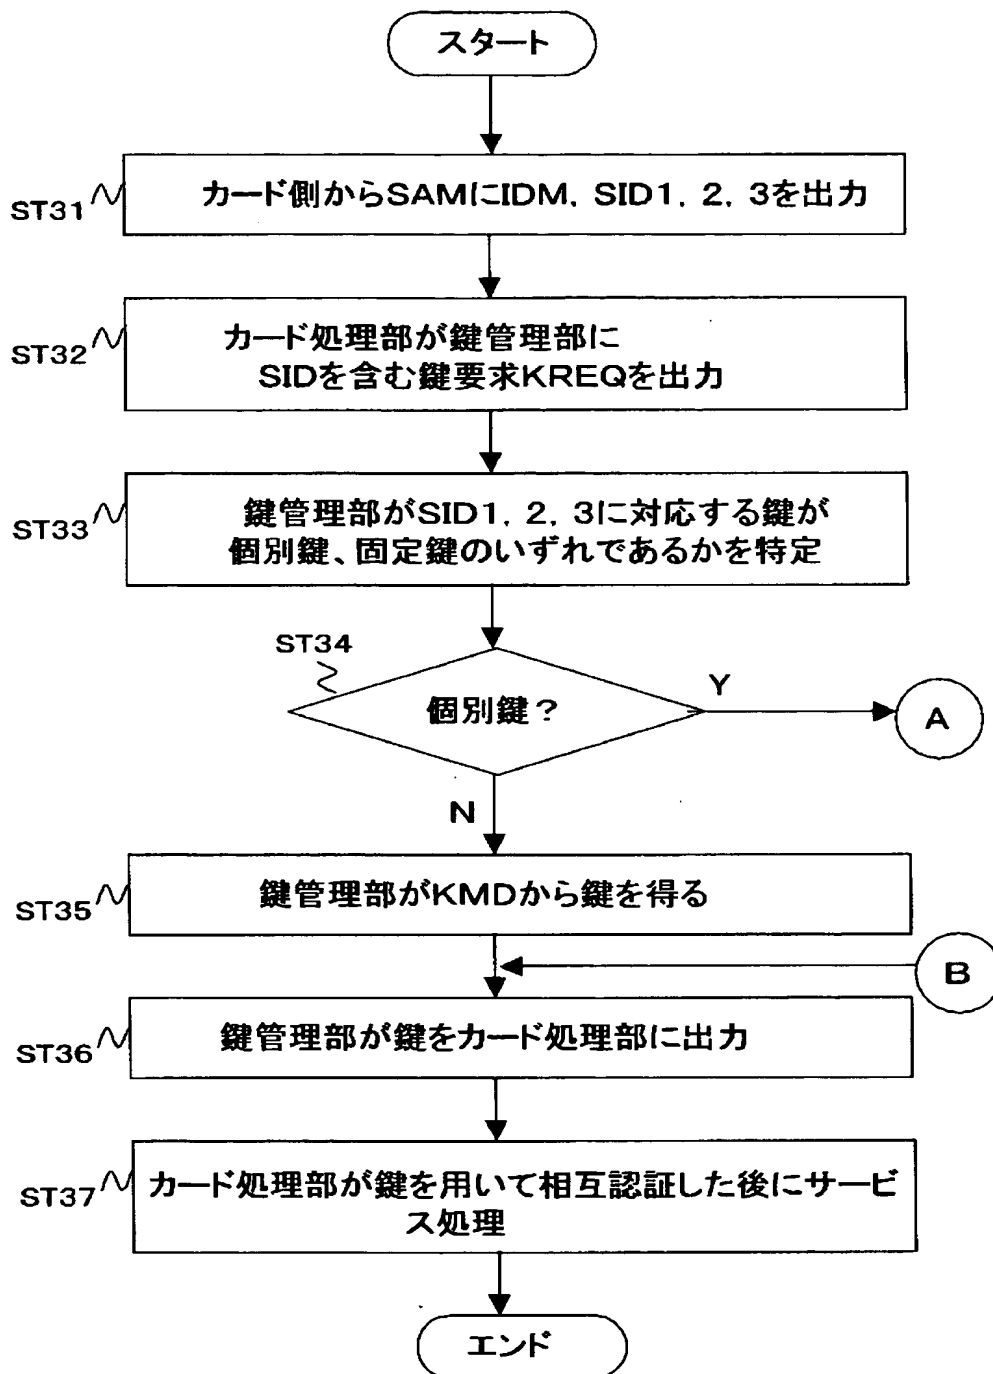 スタート
ST31
カード側からSAMにIDM, SID1, 2, 3を出力
ST32
カード処理部が鍵管理部に
SIDを含む鍵要求KREQを出力
ST33
鍵管理部がSID1, 2, 3に対応する鍵が
個別鍵、固定鍵のいずれであるかを特定
ST34
個別鍵？
Y
A
N
ST35
鍵管理部がKMDから鍵を得る
B
ST36
鍵管理部が鍵をカード処理部に出力
ST37
カード処理部が鍵を用いて相互認証した後にサービ
ス処理
エンド